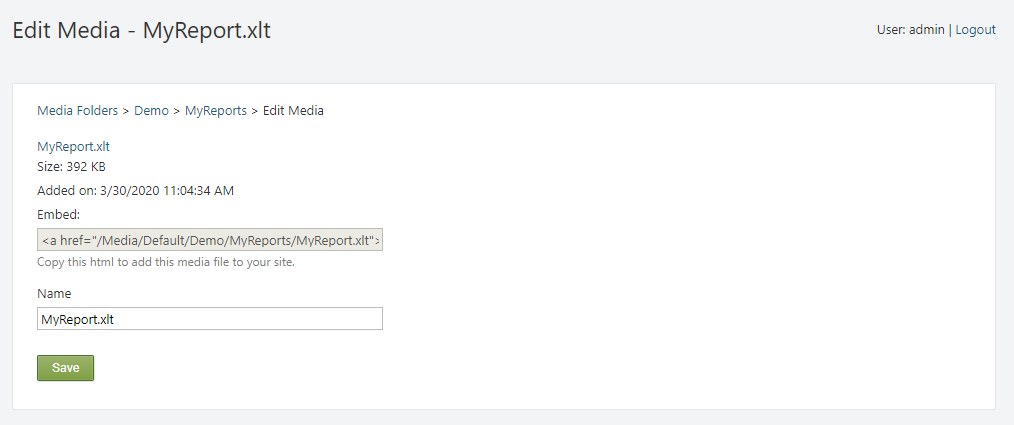 Edit Media - MyReport.xlt
User: admin | Logout
Media Folders > Demo > MyReports > Edit Media
MyReport.xlt
Size: 392 KB
Added on: 3/30/2020 11:04:34 AM
Embed:
<a href="/Media/Default/Demo/MyReports/MyReport.xlt">
Copy this html to add this media file to your site.
Name
MyReport.xlt
Save